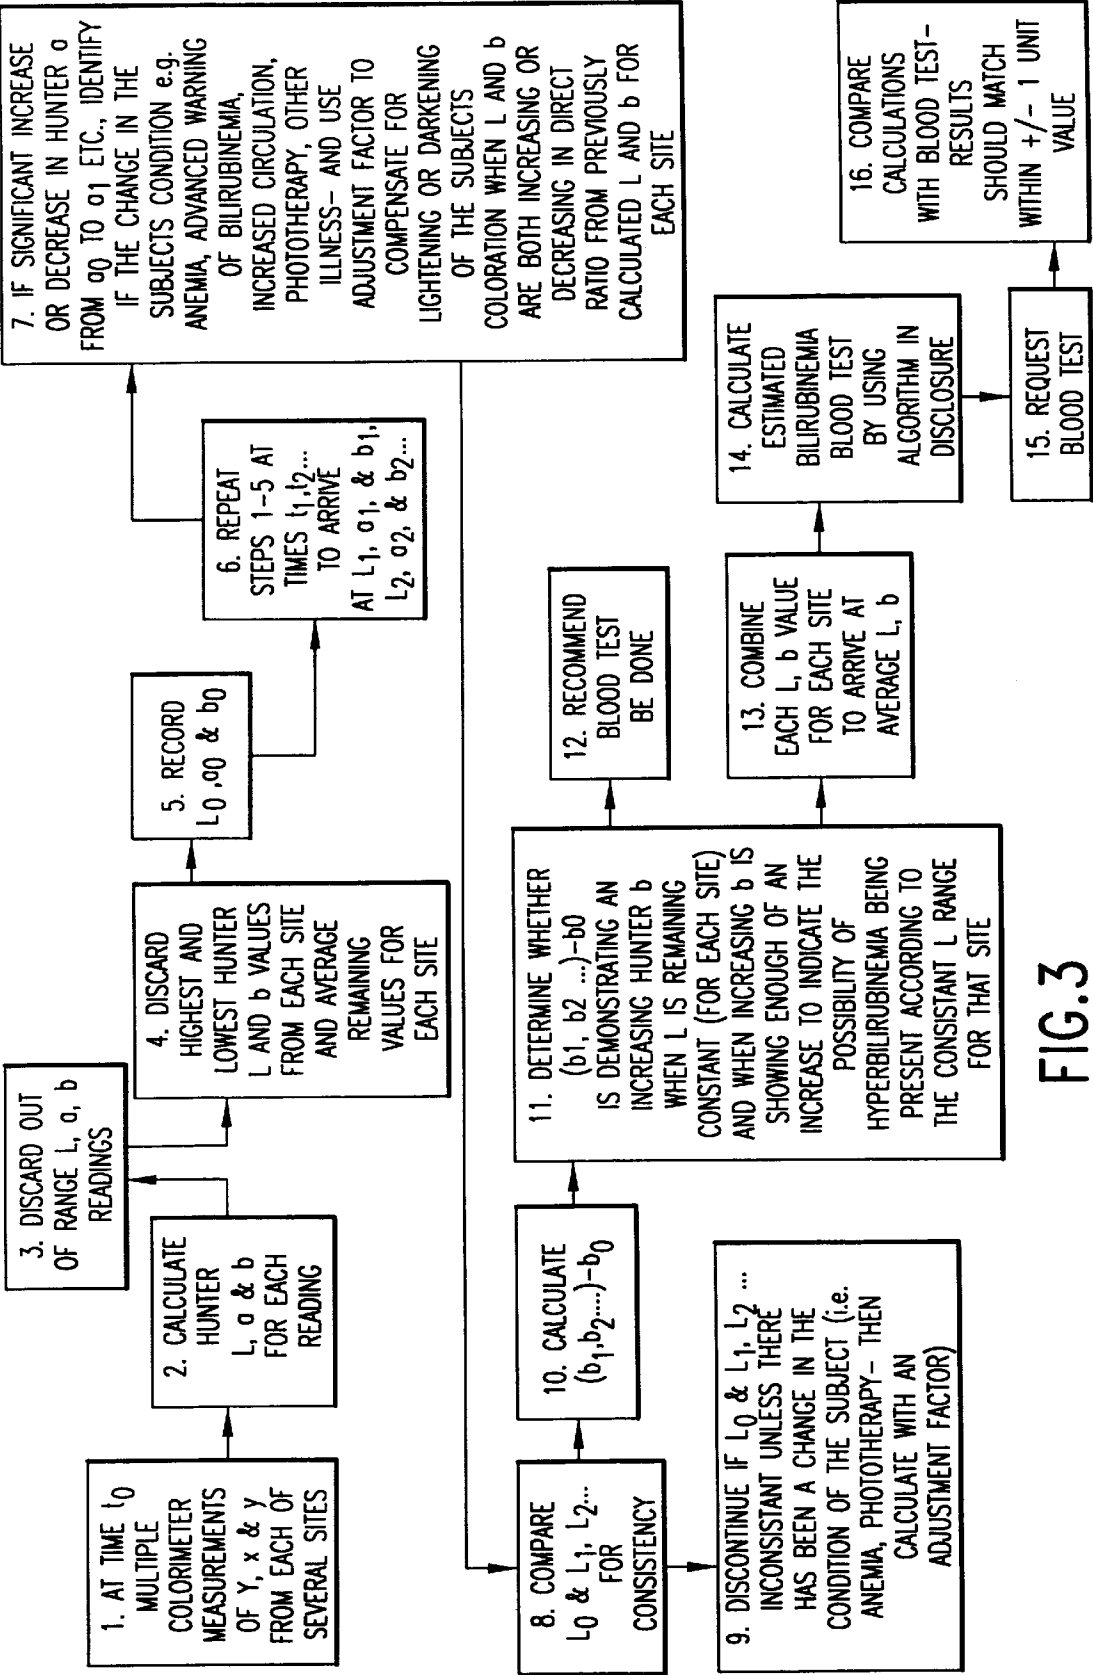 1. AT TIME t0
MULTIPLE
COLORIMETER
MEASUREMENTS
OF Y, x & y
FROM EACH OF
SEVERAL SITES
2. CALCULATE
HUNTER
L, a & b
FOR EACH
READING
3. DISCARD OUT
OF RANGE L, a, b
READINGS
4. DISCARD
HIGHEST AND
LOWEST HUNTER
L AND b VALUES
FROM EACH SITE
AND AVERAGE
REMAINING
VALUES FOR
EACH SITE
5. RECORD
L0 ,a0 & b0
6. REPEAT
STEPS 1-5 AT
TIMES t1,t2...
TO ARRIVE
AT L1, a1, & b1,
L2, a2, & b2...
7. IF SIGNIFICANT INCREASE
OR DECREASE IN HUNTER a
FROM a0 TO a1 ETC., IDENTIFY
IF THE CHANGE IN THE
SUBJECTS CONDITION e.g.
ANEMIA, ADVANCED WARNING
OF BILIRUBINEMIA,
INCREASED CIRCULATION,
PHOTOTHERAPY, OTHER
ILLNESS- AND USE
ADJUSTMENT FACTOR TO
COMPENSATE FOR
LIGHTENING OR DARKENING
OF THE SUBJECTS
COLORATION WHEN L AND b
ARE BOTH INCREASING OR
DECREASING IN DIRECT
RATIO FROM PREVIOUSLY
CALCULATED L AND b FOR
EACH SITE
8. COMPARE
L0 & L1, L2...
FOR
CONSISTENCY
9. DISCONTINUE IF L0 & L1, L2 ...
INCONSISTANT UNLESS THERE
HAS BEEN A CHANGE IN THE
CONDITION OF THE SUBJECT (i.e.
ANEMIA, PHOTOTHERAPY- THEN
CALCULATE WITH AN
ADJUSTMENT FACTOR)
10. CALCULATE
(b1,b2....)-b0
11. DETERMINE WHETHER
(b1, b2 ...)-b0
IS DEMONSTRATING AN
INCREASING HUNTER b
WHEN L IS REMAINING
CONSTANT (FOR EACH SITE)
AND WHEN INCREASING b IS
SHOWING ENOUGH OF AN
INCREASE TO INDICATE THE
POSSIBILITY OF
HYPERBILIRUBINEMIA BEING
PRESENT ACCORDING TO
THE CONSISTANT L RANGE
FOR THAT SITE
12. RECOMMEND
BLOOD TEST
BE DONE
13. COMBINE
EACH L, b VALUE
FOR EACH SITE
TO ARRIVE AT
AVERAGE L, b
14. CALCULATE
ESTIMATED
BILIRUBINEMIA
BLOOD TEST
BY USING
ALGORITHM IN
DISCLOSURE
15. REQUEST
BLOOD TEST
16. COMPARE
CALCULATIONS
WITH BLOOD TEST-
RESULTS
SHOULD MATCH
WITHIN +/- 1 UNIT
VALUE
FIG.3